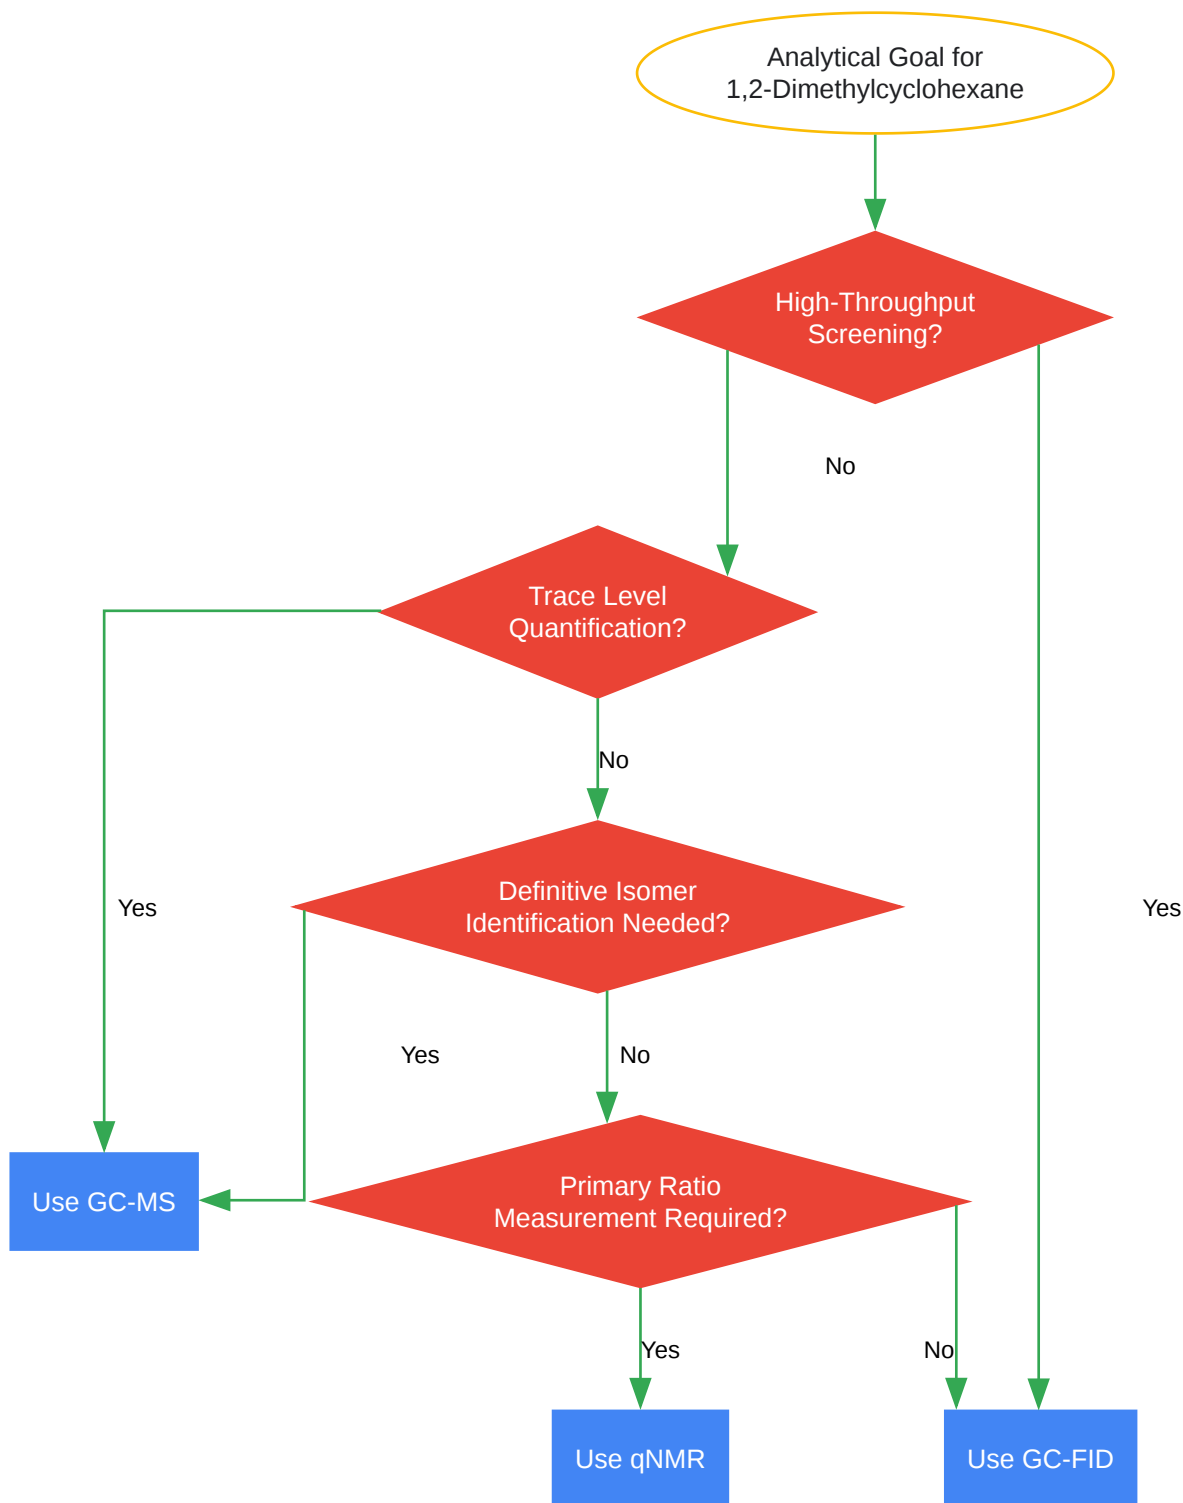 Analytical Goal for
1,2-Dimethylcyclohexane
High-Throughput
Screening?
No
Trace Level
Quantification?
No
Yes
Definitive Isomer
Identification Needed?
Yes
Yes
No
Primary Ratio
Measurement Required?
Use GC-MS
Yes
No
Use qNMR
Use GC-FID